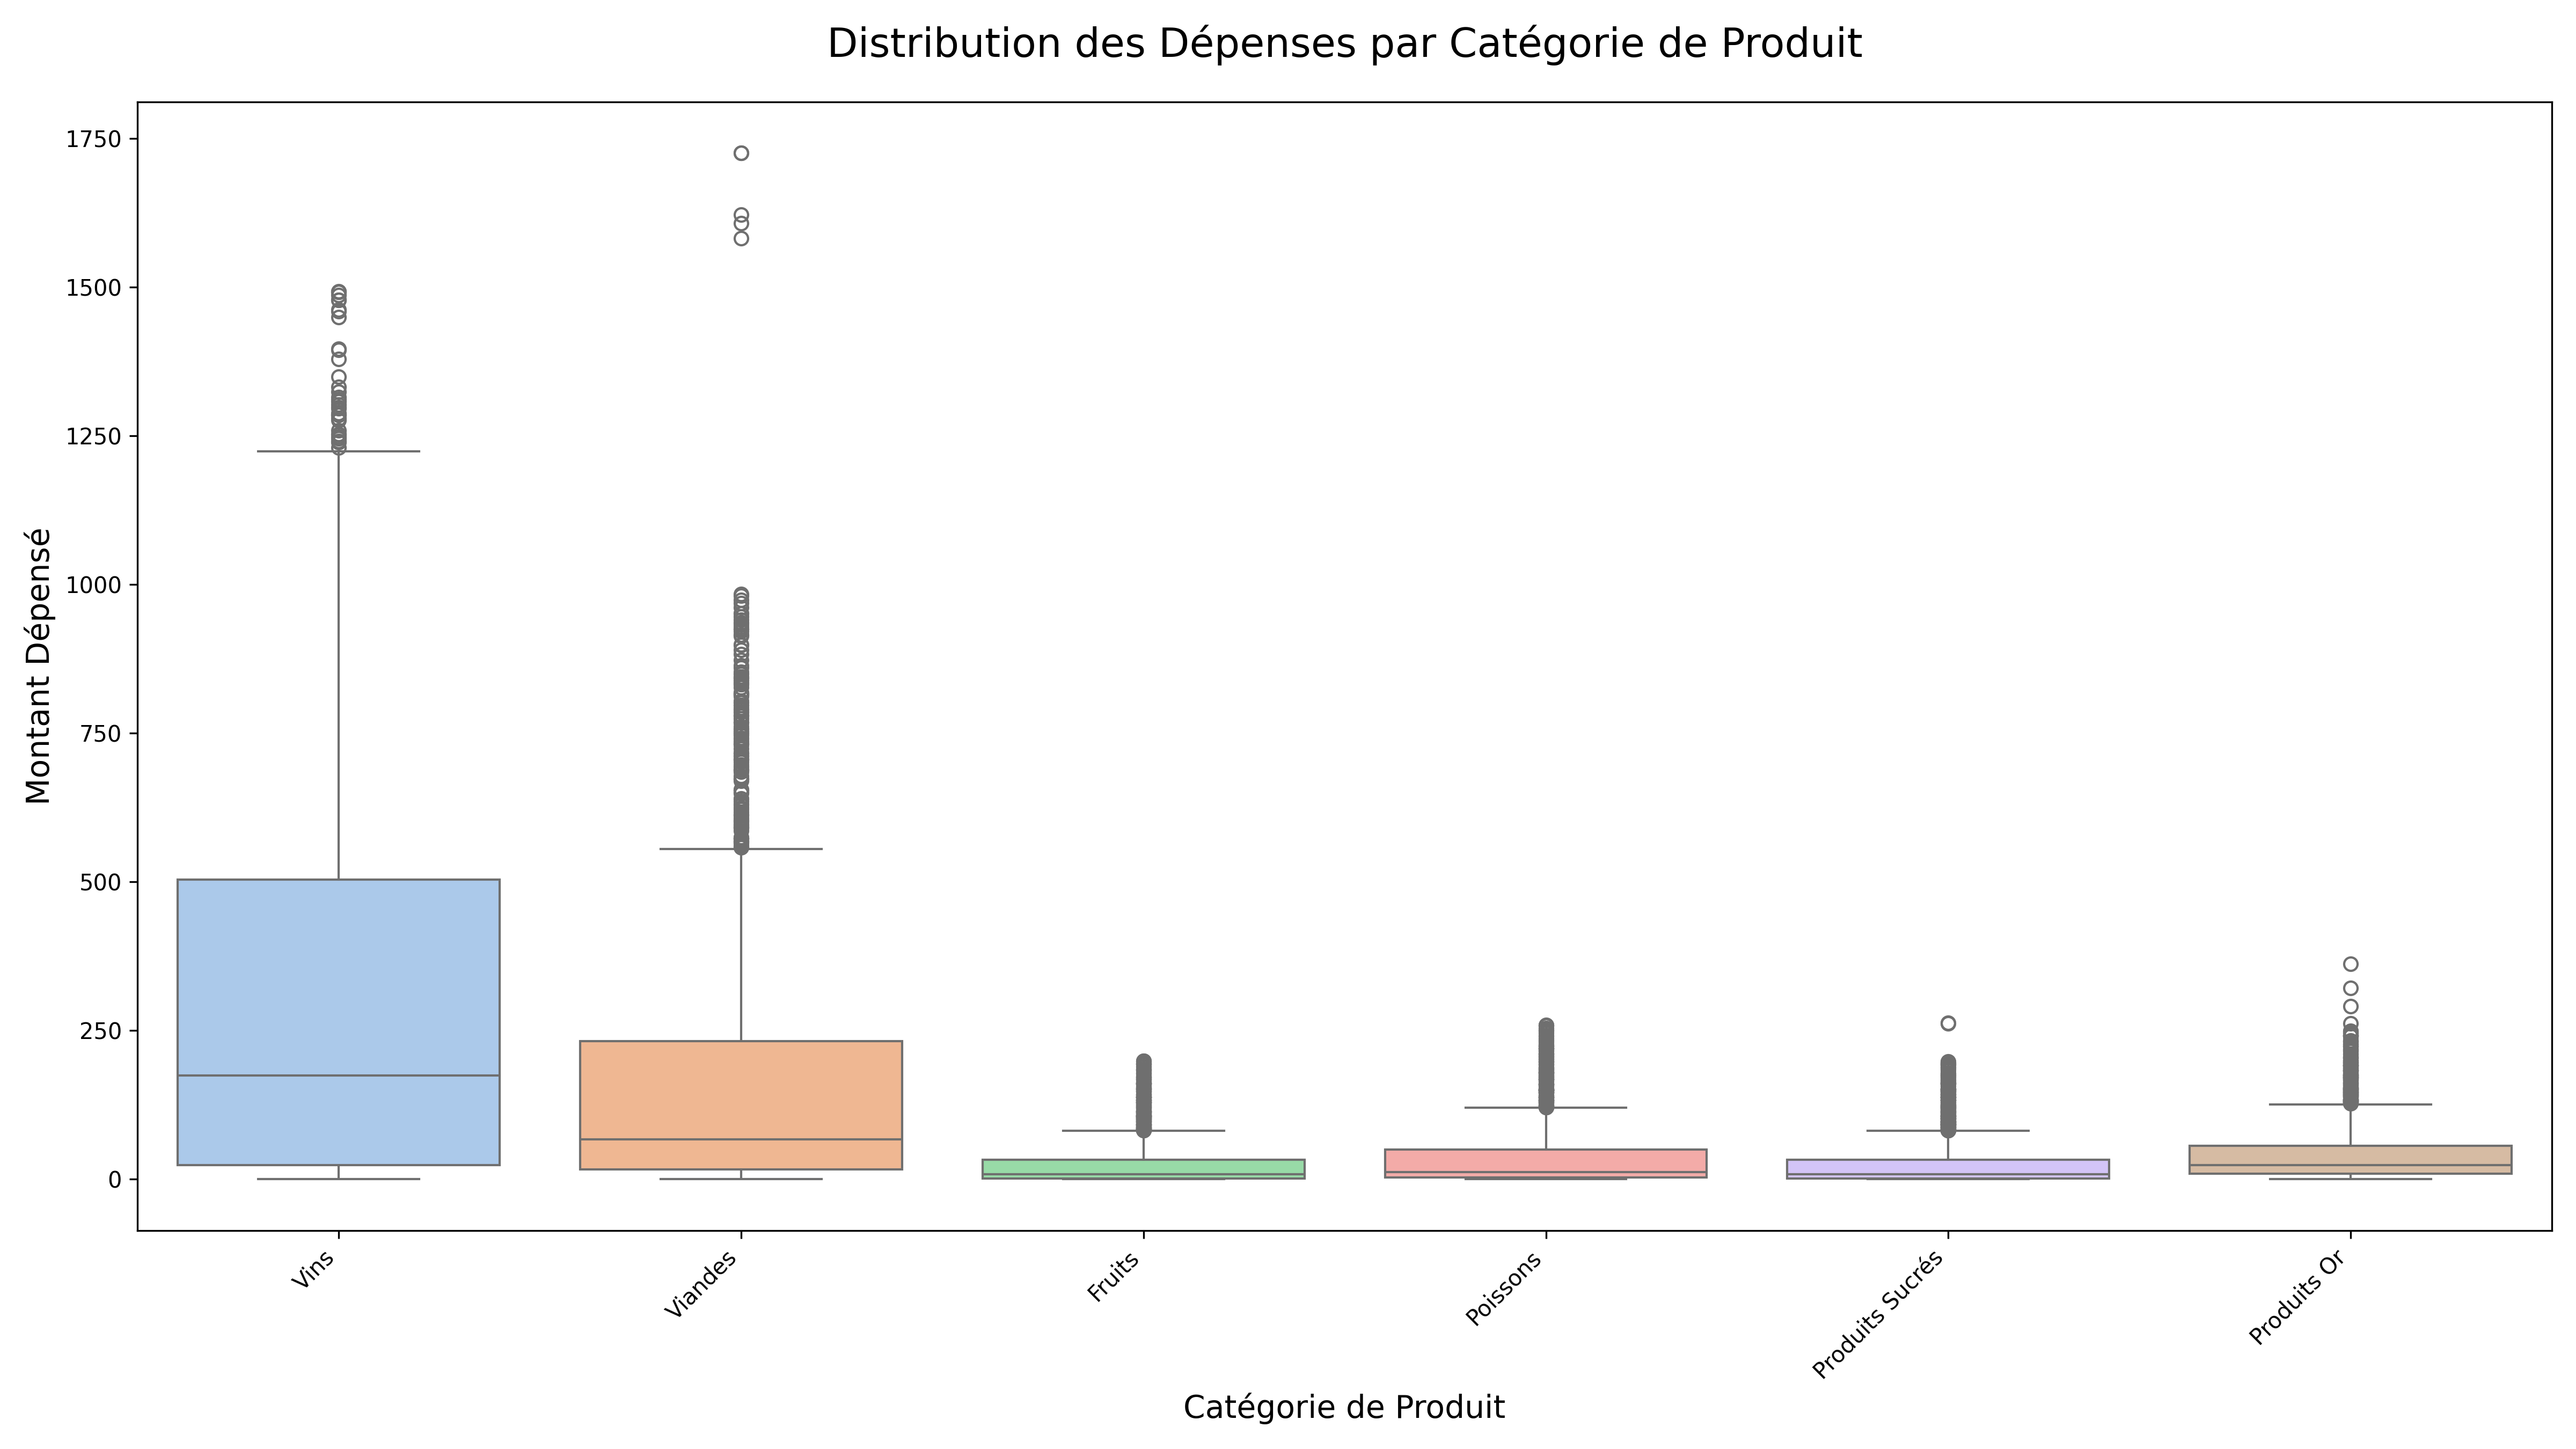 Distribution des Dépenses par Catégorie de Produit
Montant Dépensé
1750
1500
1250
1000
750
500
250
0
Vins
Viandes
Fruits
Poissons
Produits Sucrés
Produits Or
Catégorie de Produit